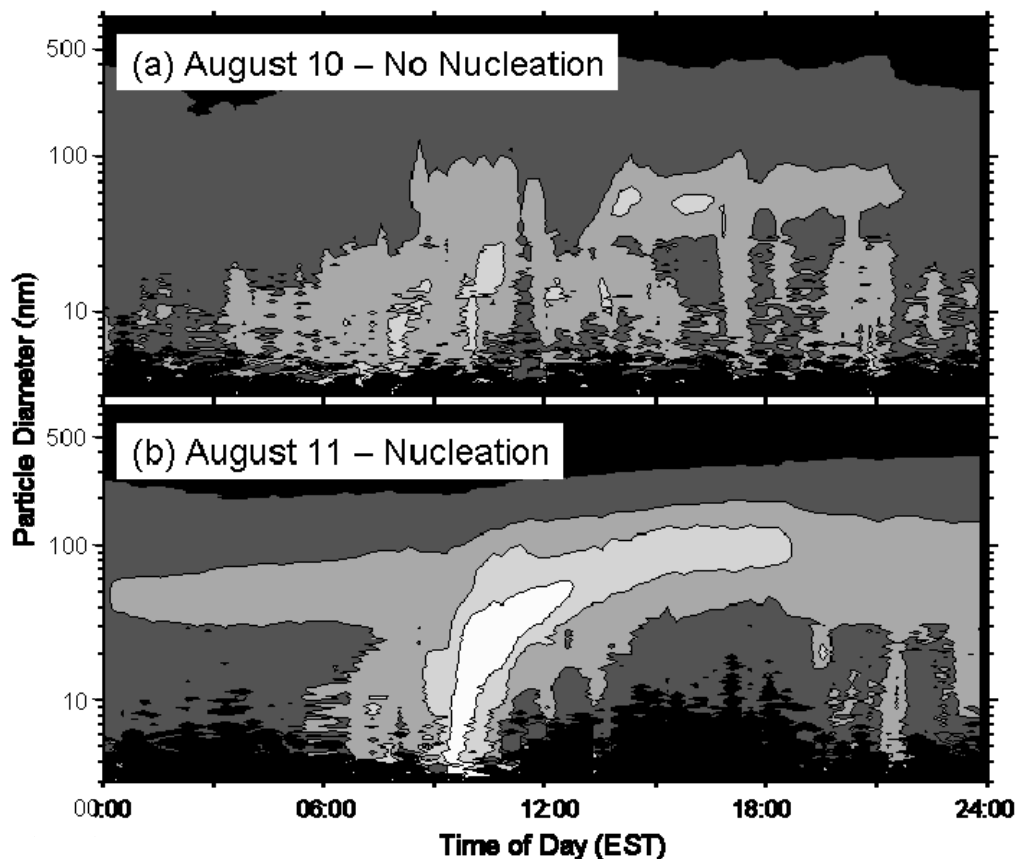 (a) August 10 – No Nucleation
500
100
10
(b) August 11 – Nucleation
500
100
10
Particle Diameter (nm)
00:00 06:00 12:00 18:00 24:00
Time of Day (EST)